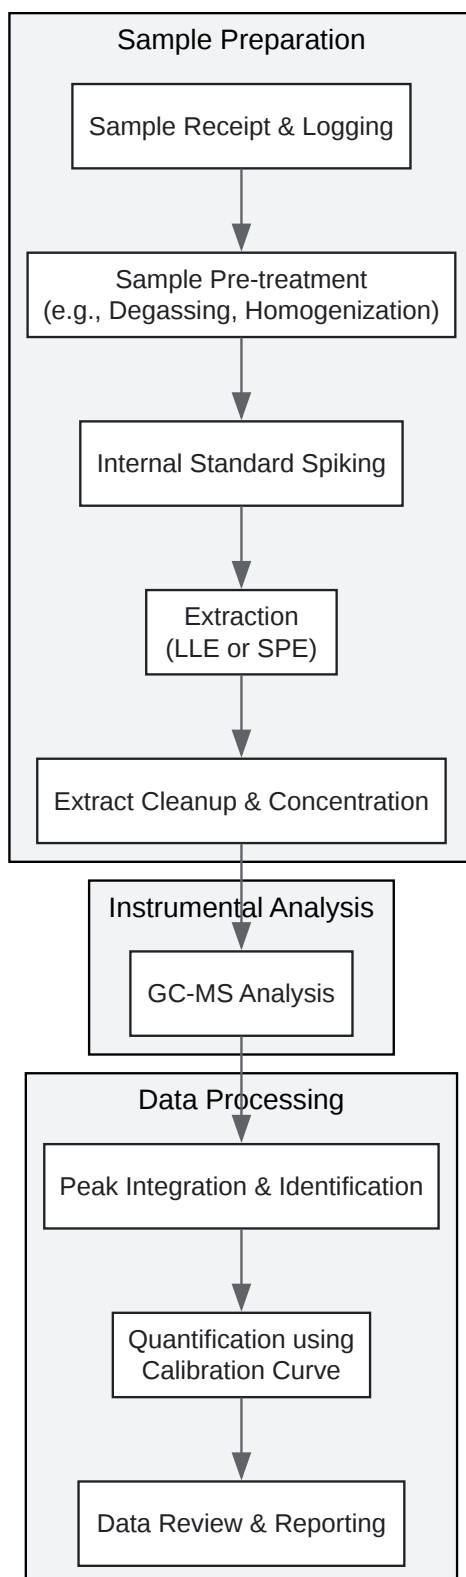 Sample Preparation
Sample Receipt & Logging
Sample Pre-treatment
(e.g., Degassing, Homogenization)
Internal Standard Spiking
Extraction
(LLE or SPE)
Extract Cleanup & Concentration
Instrumental Analysis
GC-MS Analysis
Data Processing
Peak Integration & Identification
Quantification using
Calibration Curve
Data Review & Reporting